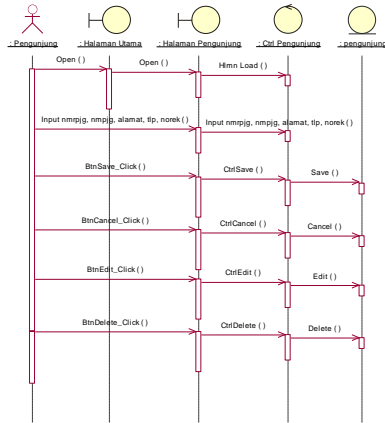 : Pengunjung : Halaman Utama : Halaman Pengunjung : Ctrl Pengunjung : pengunjung
Open ( ) Open ( ) Hlmn Load ( )
Input nmrpjg, nmpjg, alamat, tlp, norek ( ) Input nmrpjg, nmpjg, alamat, tlp, norek ( )
BtnSave_Click ( ) CtrlSave ( ) Save ( )
BtnCancel_Click ( ) CtrlCancel ( ) Cancel ( )
BtnEdit_Click ( ) CtrlEdit ( ) Edit ( )
BtnDelete_Click ( ) CtrlDelete ( ) Delete ( )